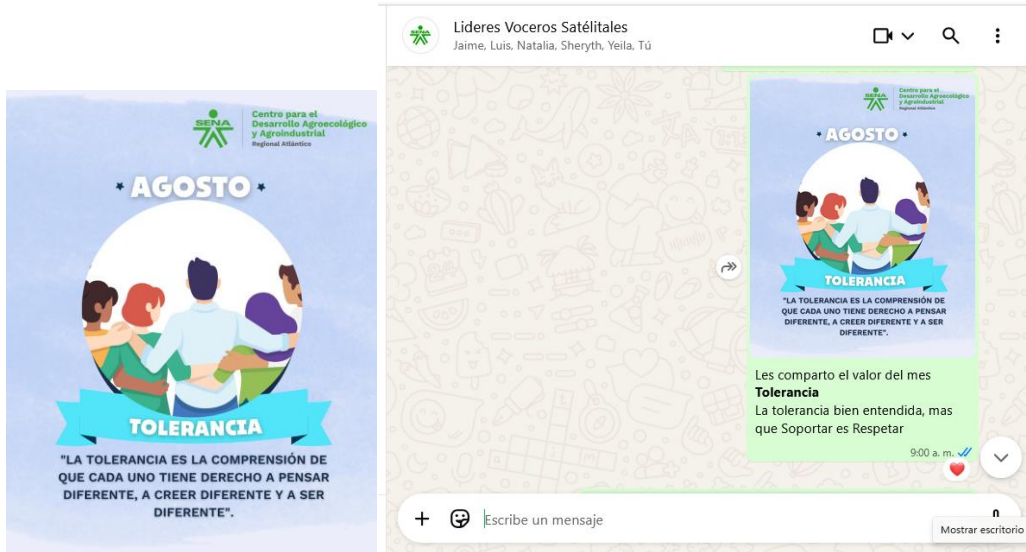 SENA
Centro para el
Desarrollo Agroecológico
y Agroindustrial
Regional Atlántico
AGOSTO
TOLERANCIA
"LA TOLERANCIA ES LA COMPRENSIÓN DE
QUE CADA UNO TIENE DERECHO A PENSAR
DIFERENTE, A CREER DIFERENTE Y A SER
DIFERENTE".
SENA
Lideres Voceros Satélitales
Jaime, Luis, Natalia, Sheryth, Yeila, Tú
SENA
Centro para el
Desarrollo Agroecológico
y Agroindustrial
Regional Atlántico
AGOSTO
TOLERANCIA
"LA TOLERANCIA ES LA COMPRENSIÓN DE
QUE CADA UNO TIENE DERECHO A PENSAR
DIFERENTE, A CREER DIFERENTE Y A SER
DIFERENTE".
Les comparto el valor del mes
Tolerancia
La tolerancia bien entendida, mas
que Soportar es Respetar
9:00 a. m.
Escribe un mensaje
Mostrar escritorio